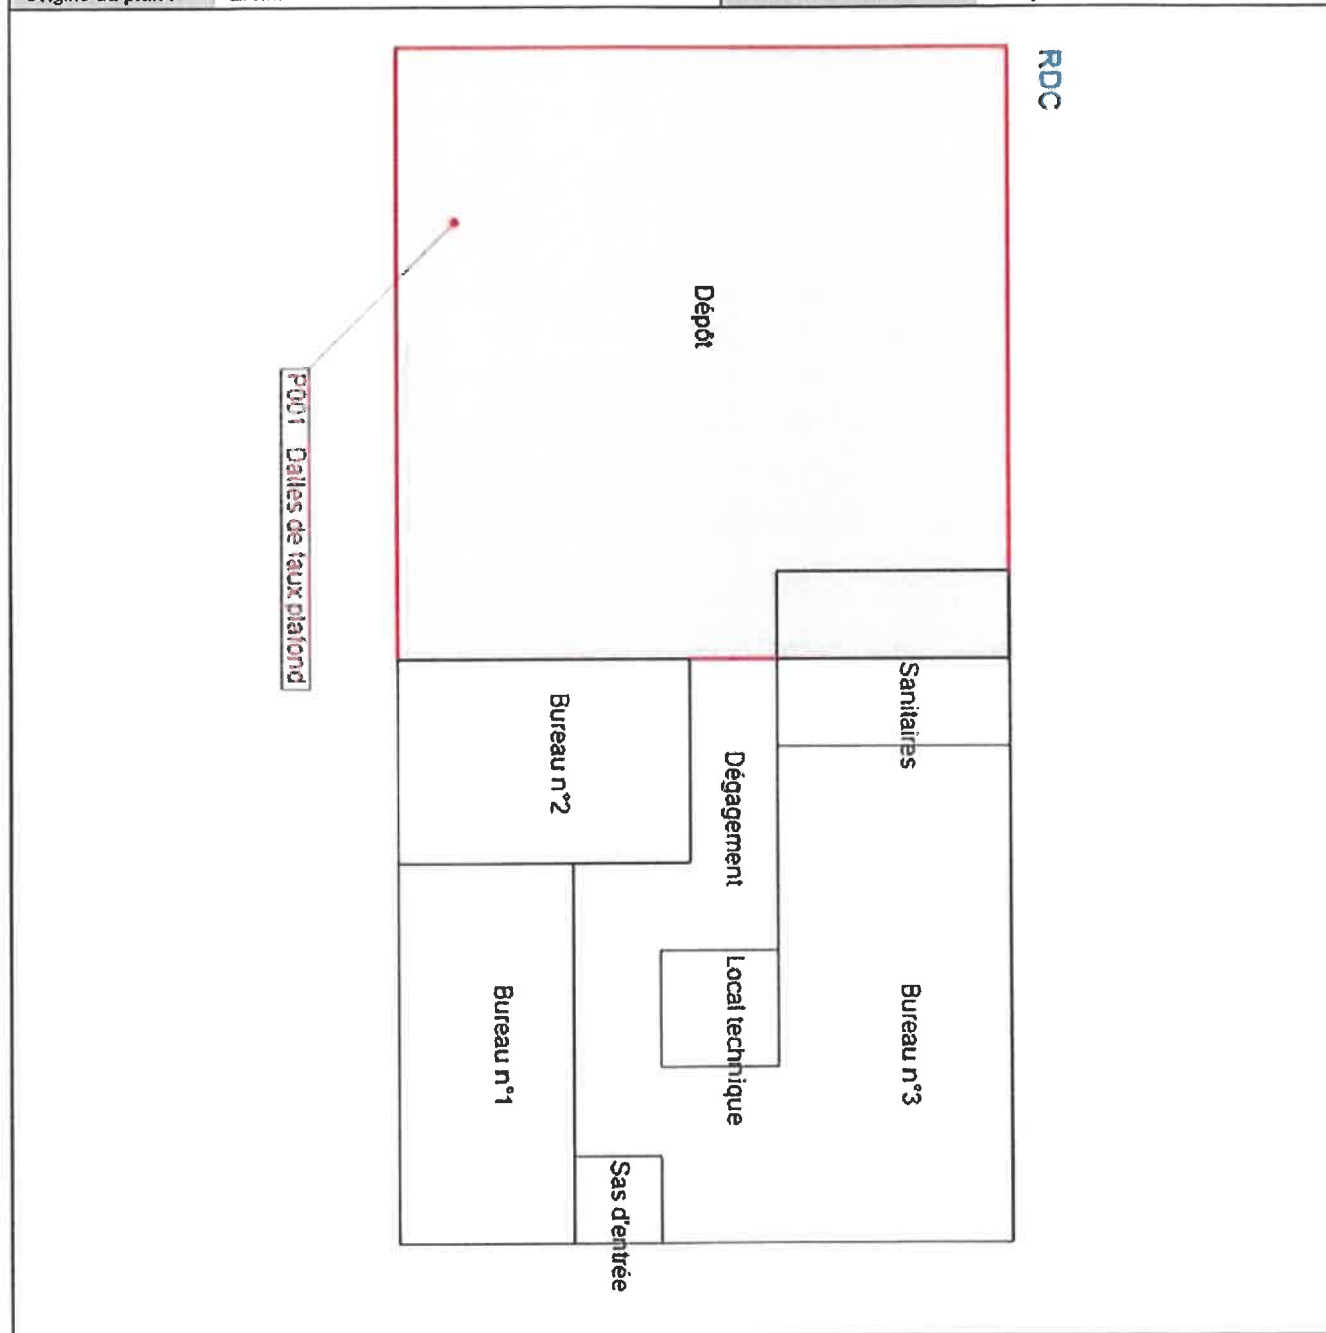 RDC
Dépôt
P001 Dalles de faux plafond
Sanitaires
Bureau n°2
Dégagement
Local technique
Bureau n°3
Bureau n°1
Sas d'entrée